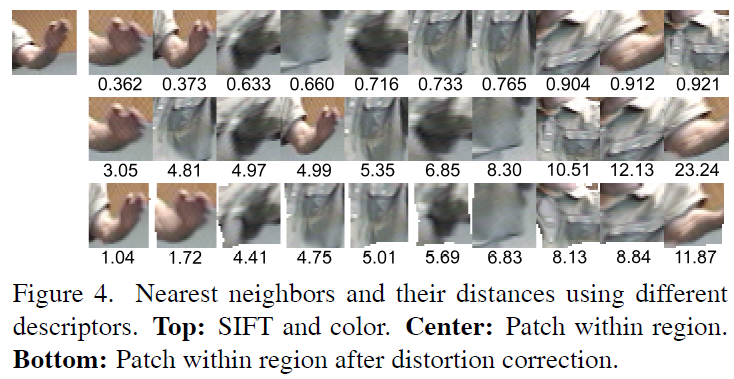 0.362 0.373 0.633 0.660 0.716 0.733 0.765 0.904 0.912 0.921
3.05 4.81 4.97 4.99 5.35 6.85 8.30 10.51 12.13 23.24
1.04 1.72 4.41 4.75 5.01 5.69 6.83 8.13 8.84 11.87
Figure 4. Nearest neighbors and their distances using different
descriptors. Top: SIFT and color. Center: Patch within region.
Bottom: Patch within region after distortion correction.